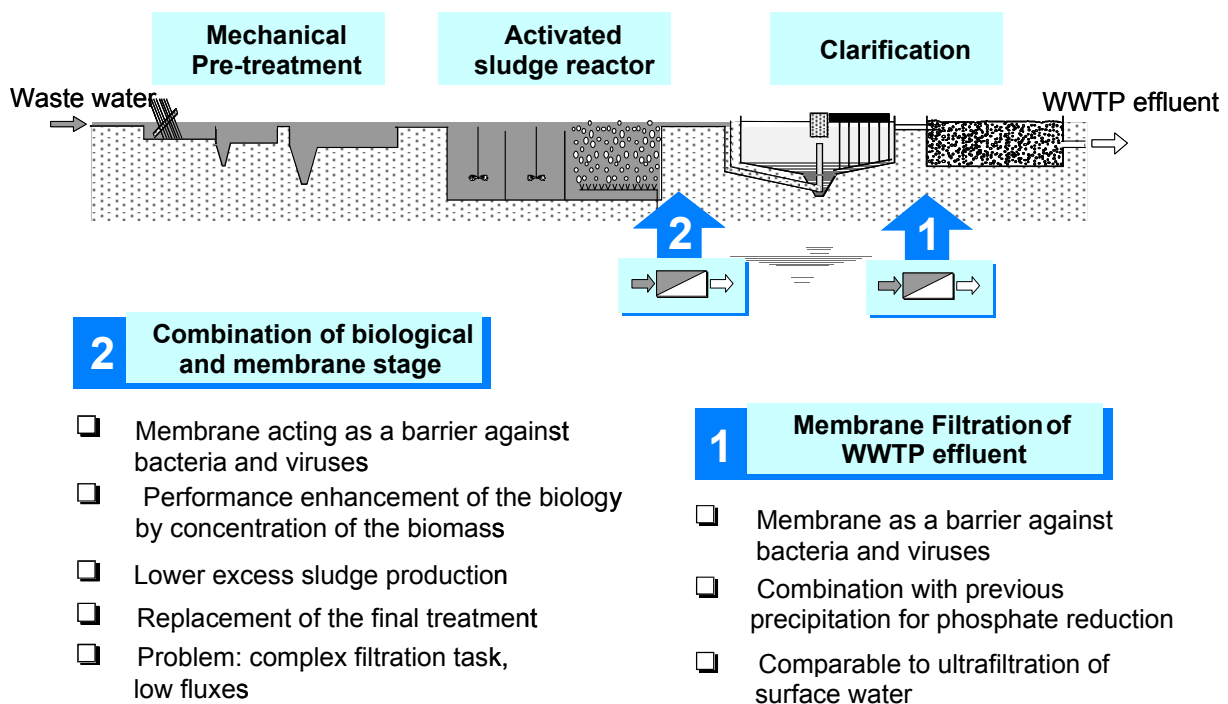 Mechanical
Pre-treatment
Activated
sludge reactor
Clarification
Waste water
WWTP effluent
2
1
2
Combination of biological
and membrane stage
Membrane acting as a barrier against
bacteria and viruses
Performance enhancement of the biology
by concentration of the biomass
Lower excess sludge production
Replacement of the final treatment
Problem: complex filtration task,
low fluxes
1
Membrane Filtration of
WWTP effluent
Membrane as a barrier against
bacteria and viruses
Combination with previous
precipitation for phosphate reduction
Comparable to ultrafiltration of
surface water